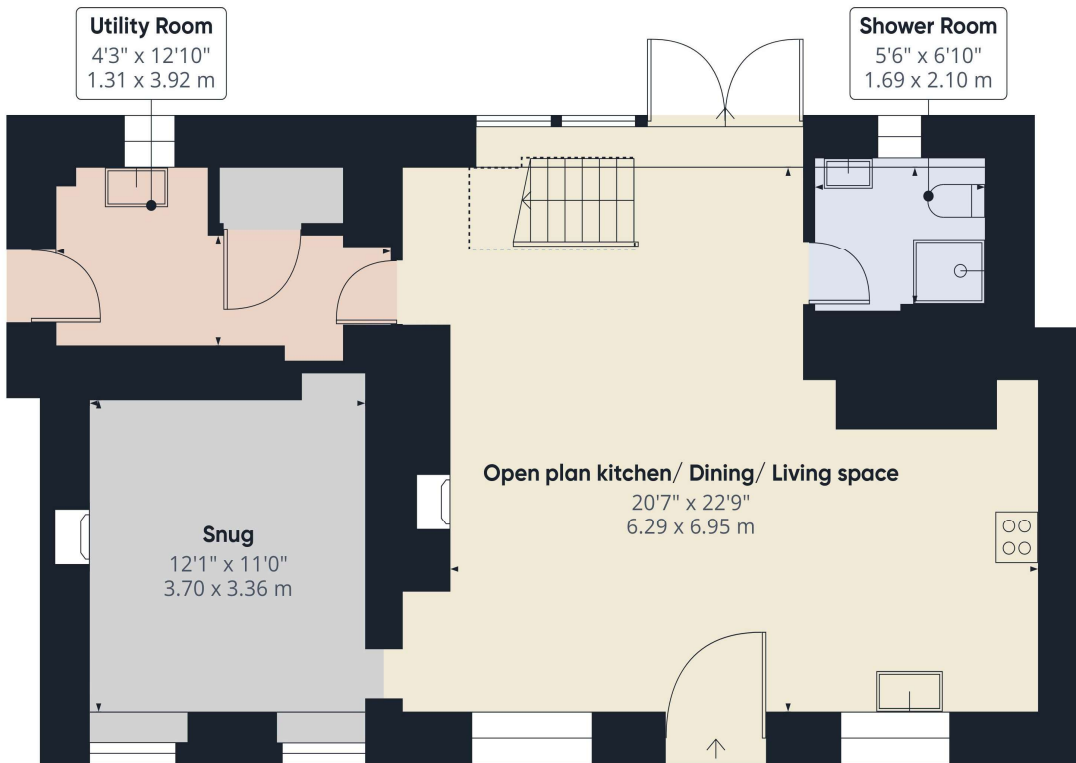 Utility Room
4'3" x 12'10"
1.31 x 3.92 m
Shower Room
5'6" x 6'10"
1.69 x 2.10 m
Open plan kitchen/ Dining/ Living space
20'7" x 22'9"
6.29 x 6.95 m
Snug
12'1" x 11'0"
3.70 x 3.36 m